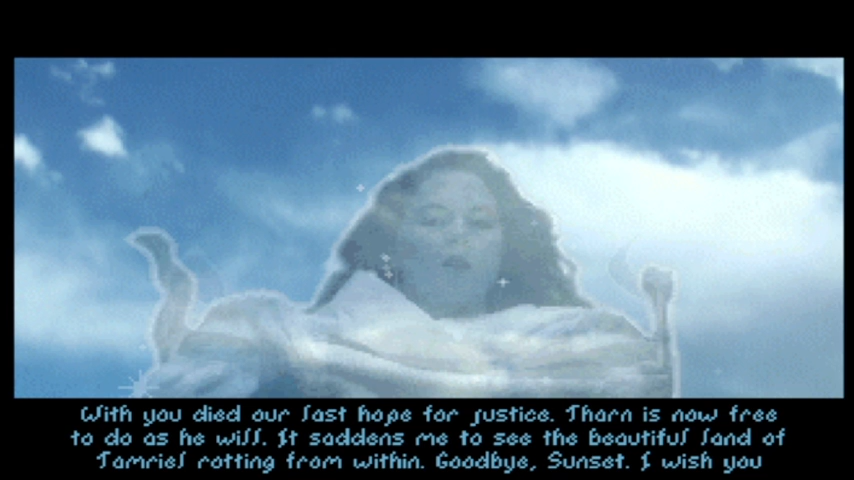 With you died our last hope for justice. Tharn is now free
to do as he will. It saddens me to see the beautiful land of
Tamriel rotting from within. Goodbye, Sunset. I wish you